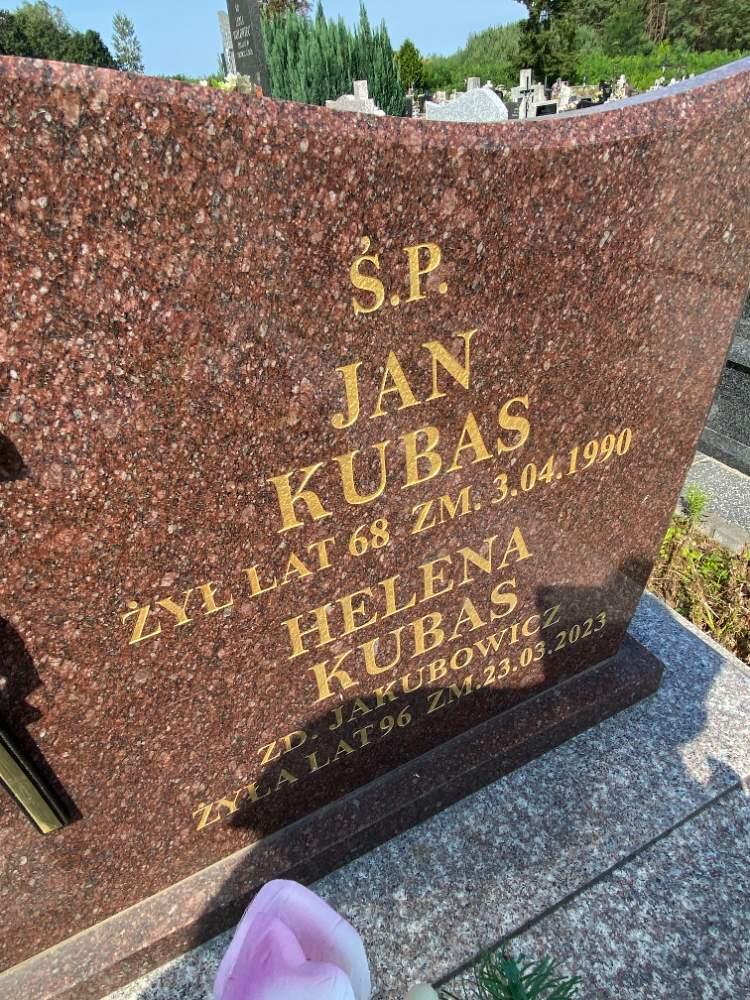 Ś.P.
JAN
KUBAS
ŻYŁ LAT 68 ZM. 3.04.1990
HELENA
KUBAS
ZD. JAKUBOWICZ
ŻYŁA LAT 96 ZM. 23.03.2023